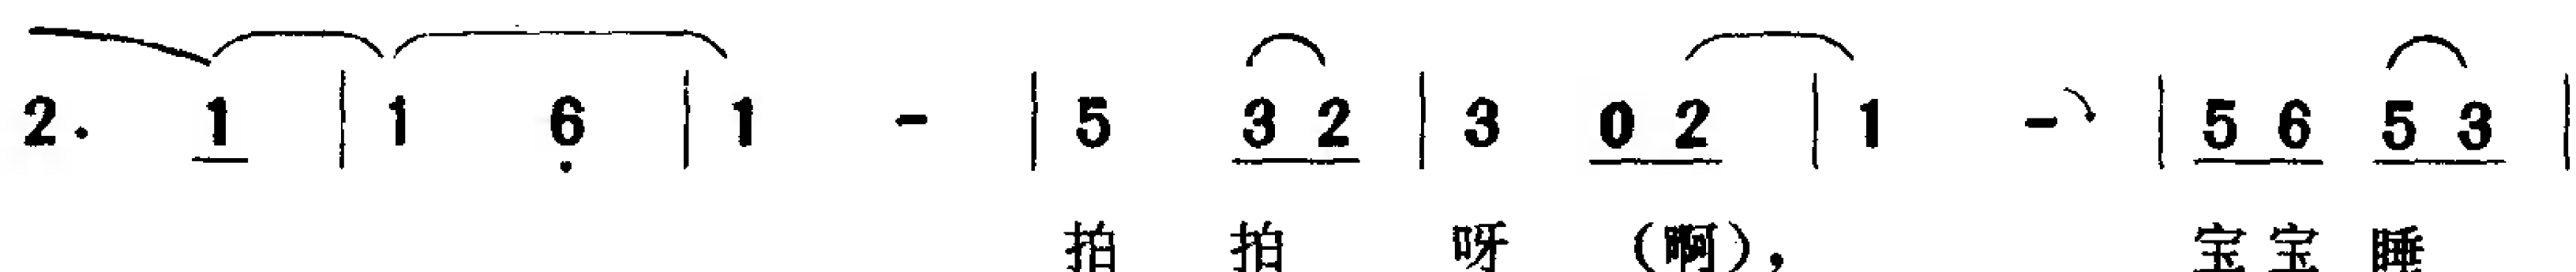 2. 1 | 1 6̣ | 1 - | 5 3 2 | 3 0 2 | 1 - | 5 6 5 3 |
拍 拍 呀 （啊）， 宝 宝 睡